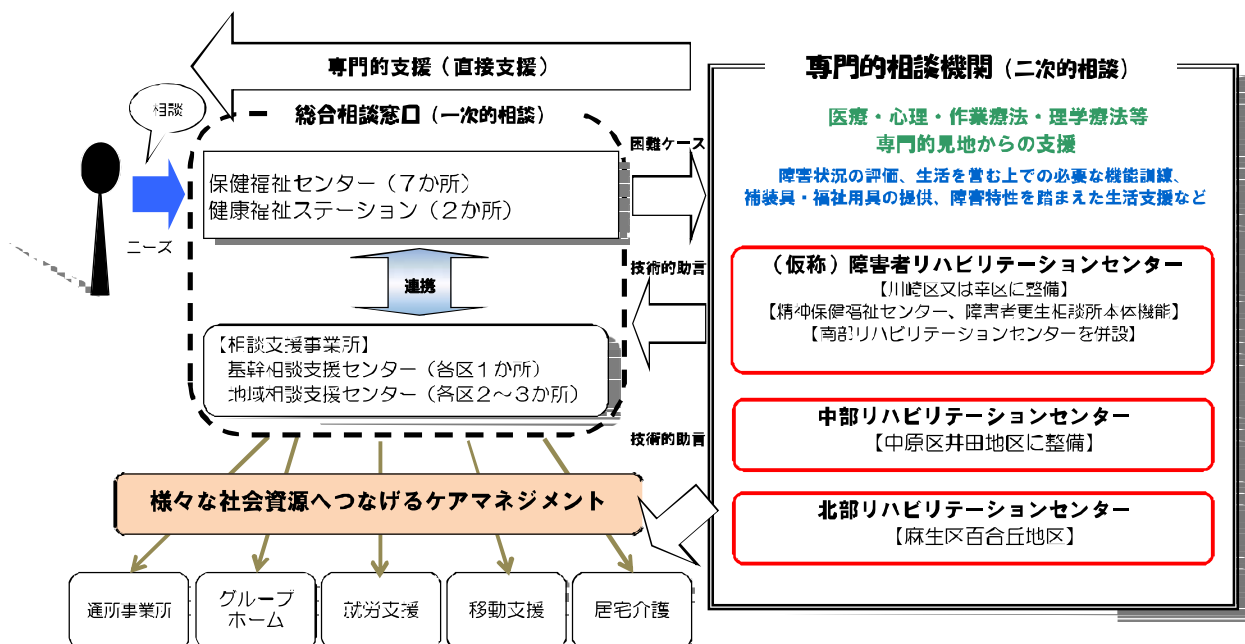 専門的支援（直接支援）
相談
ニーズ
総合相談窓口（一次的相談）
保健福祉センター（７か所）
健康福祉ステーション（２か所）
連携
【相談支援事業所】
基幹相談支援センター（各区１か所）
地域相談支援センター（各区２～３か所）
困難ケース
技術的助言
技術的助言
専門的相談機関（二次的相談）
医療・心理・作業療法・理学療法等
専門的見地からの支援
障害状況の評価、生活を営む上での必要な機能訓練、
補装具・福祉用具の提供、障害特性を踏まえた生活支援など
（仮称）障害者リハビリテーションセンター
【川崎区又は幸区に整備】
【精神保健福祉センター、障害者更生相談所本体機能】
【南部リハビリテーションセンターを併設】
中部リハビリテーションセンター
【中原区井田地区に整備】
北部リハビリテーションセンター
【麻生区百合丘地区】
様々な社会資源へつなげるケアマネジメント
通所事業所
グループ
ホーム
就労支援
移動支援
居宅介護